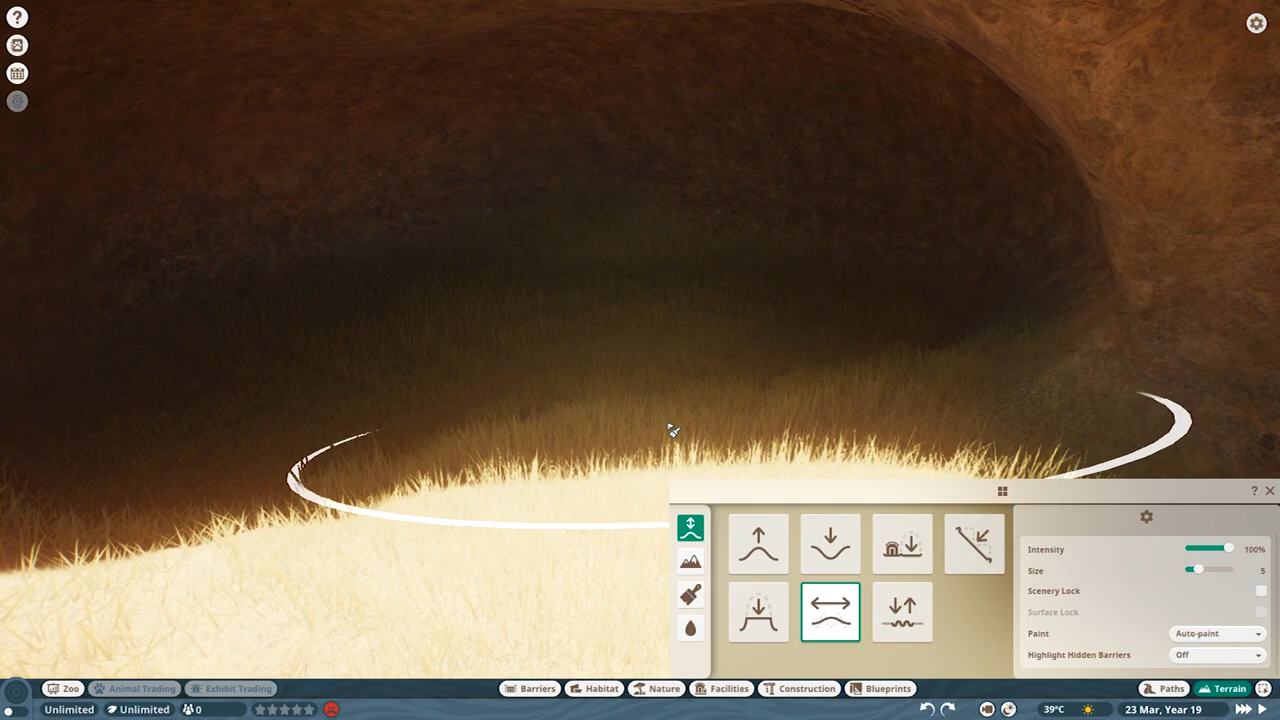 ?
? ×
Intensity 100%
Size 5
Scenery Lock
Surface Lock
Paint Auto-paint
Highlight Hidden Barriers Off
Zoo Animal Trading Exhibit Trading Barriers Habitat Nature Facilities Construction Blueprints Paths Terrain
Unlimited Unlimited 0 39°C 23 Mar, Year 19